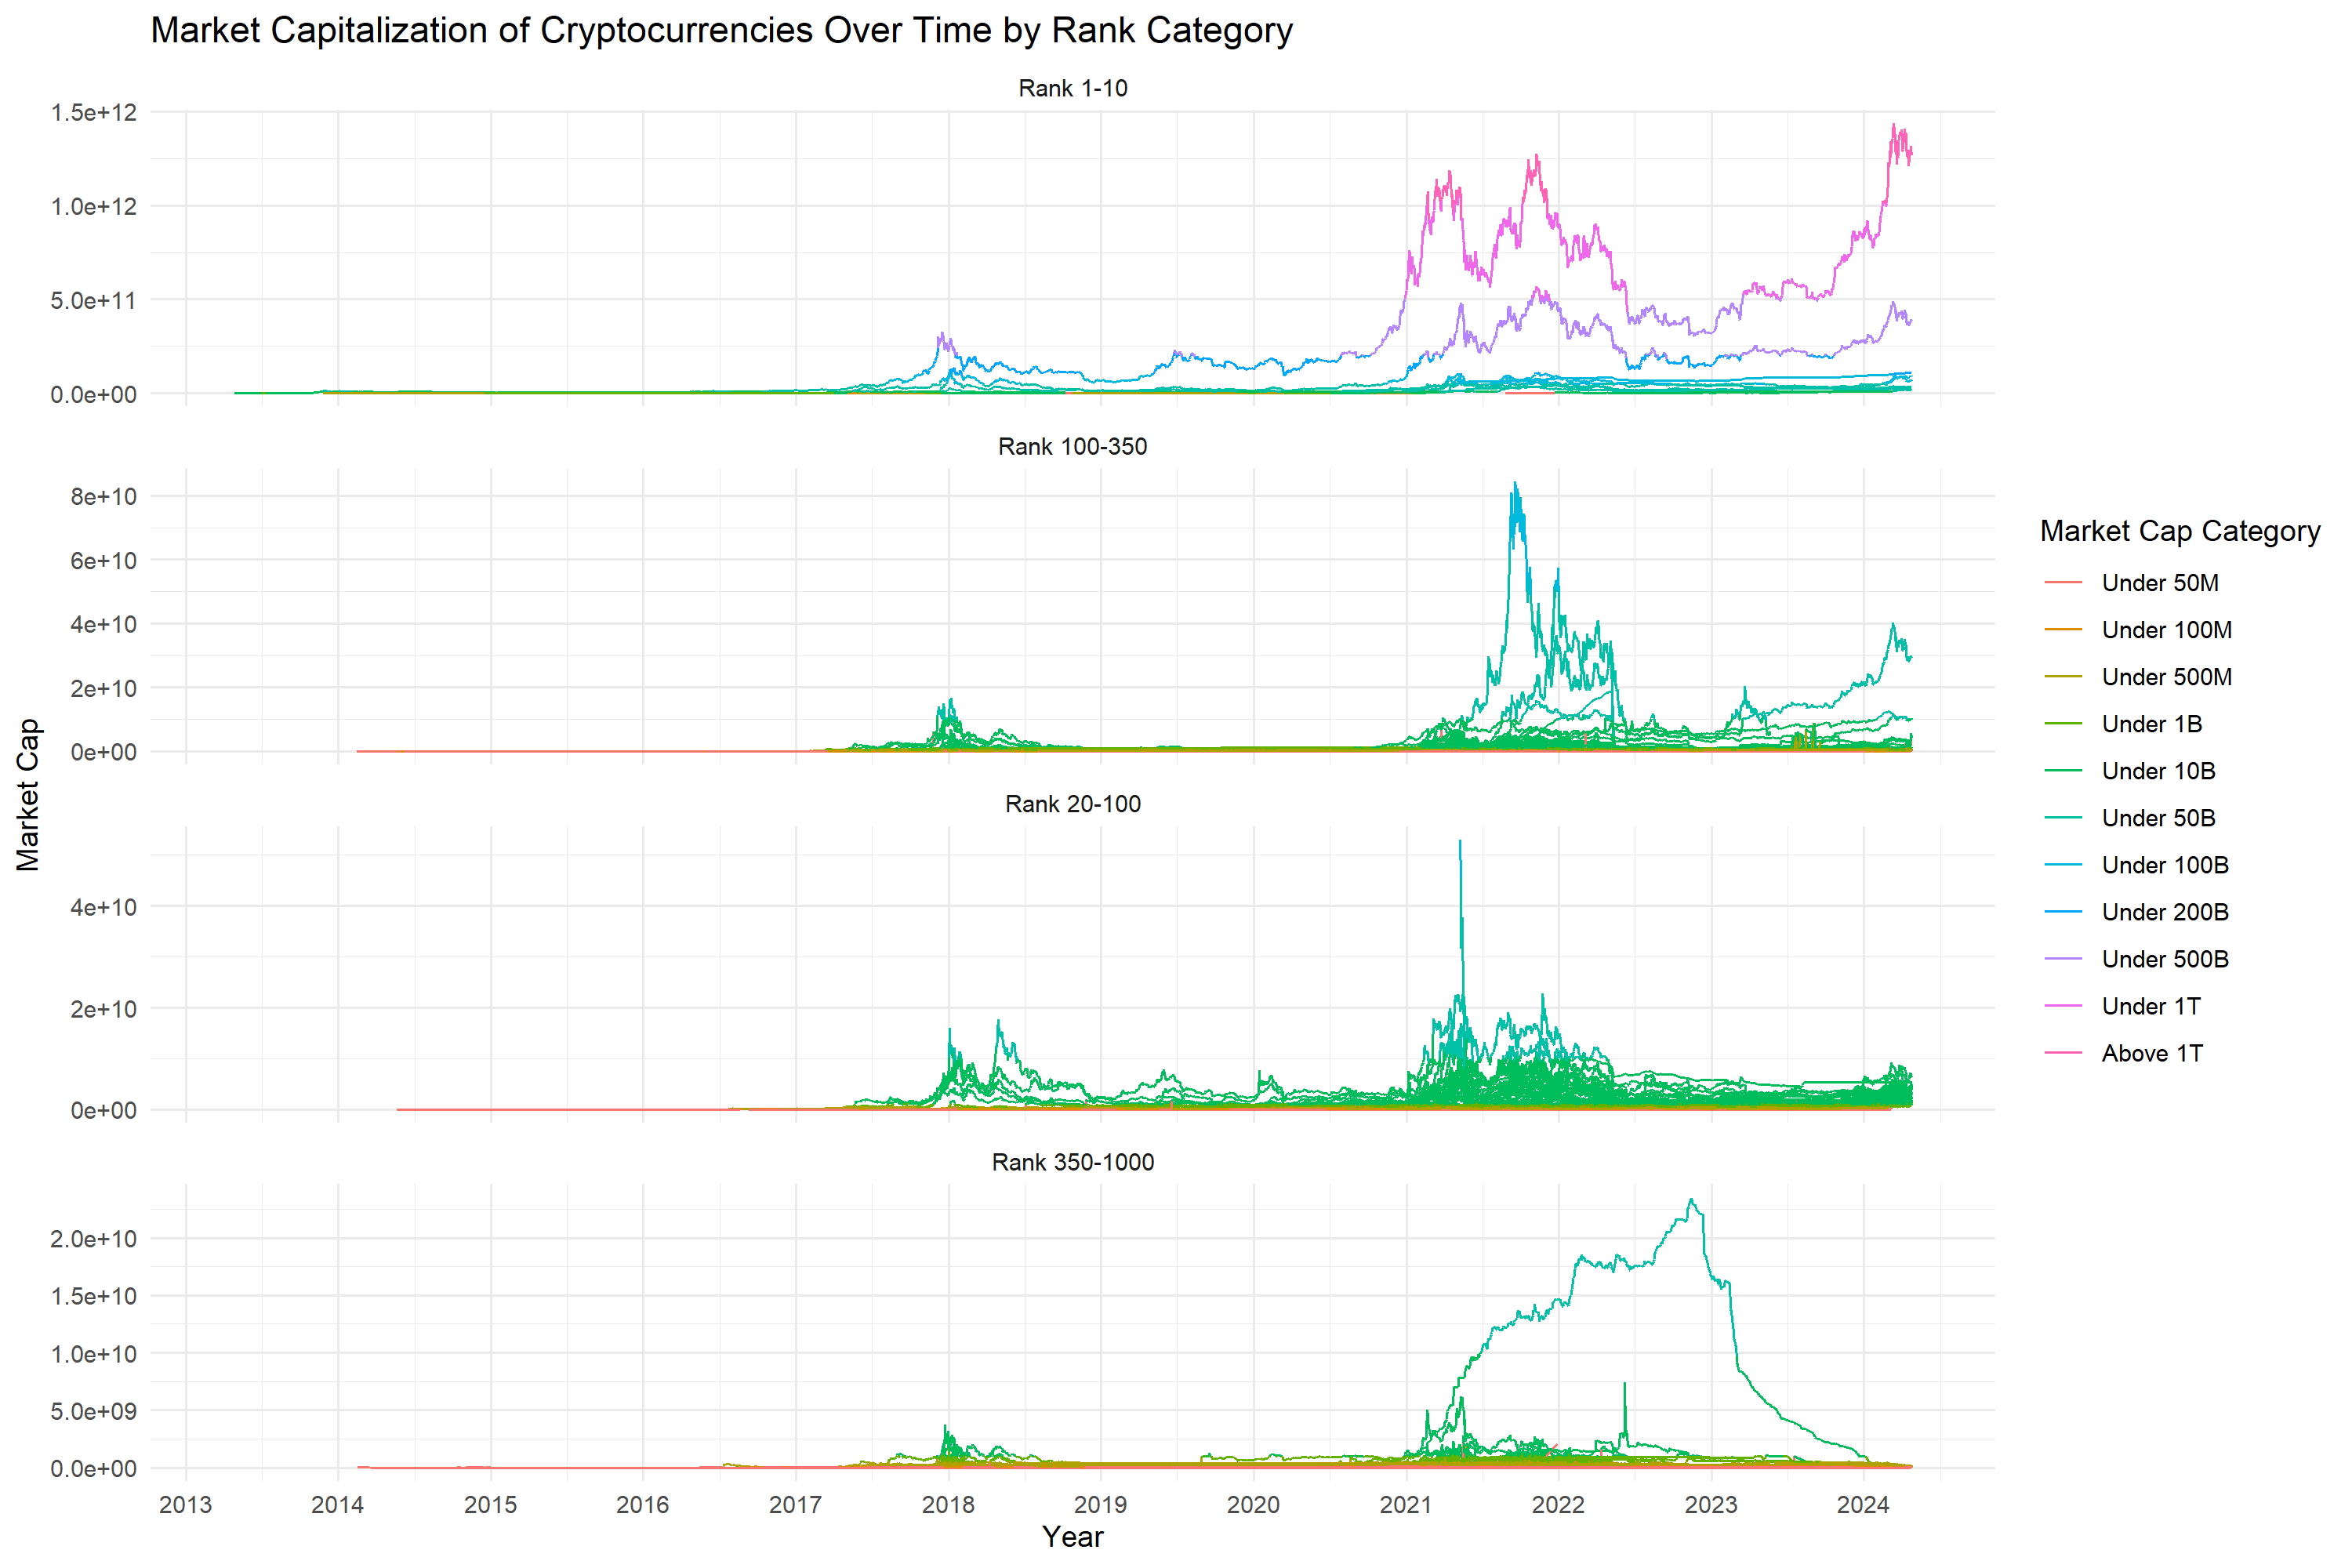 Market Capitalization of Cryptocurrencies Over Time by Rank Category
Rank 1-10
1.5e+12
1.0e+12
5.0e+11
0.0e+00
Rank 100-350
8e+10
6e+10
4e+10
2e+10
0e+00
Rank 20-100
4e+10
2e+10
0e+00
Rank 350-1000
2.0e+10
1.5e+10
1.0e+10
5.0e+09
0.0e+00
2013 2014 2015 2016 2017 2018 2019 2020 2021 2022 2023 2024
Year
Market Cap
Market Cap Category
Under 50M
Under 100M
Under 500M
Under 1B
Under 10B
Under 50B
Under 100B
Under 200B
Under 500B
Under 1T
Above 1T